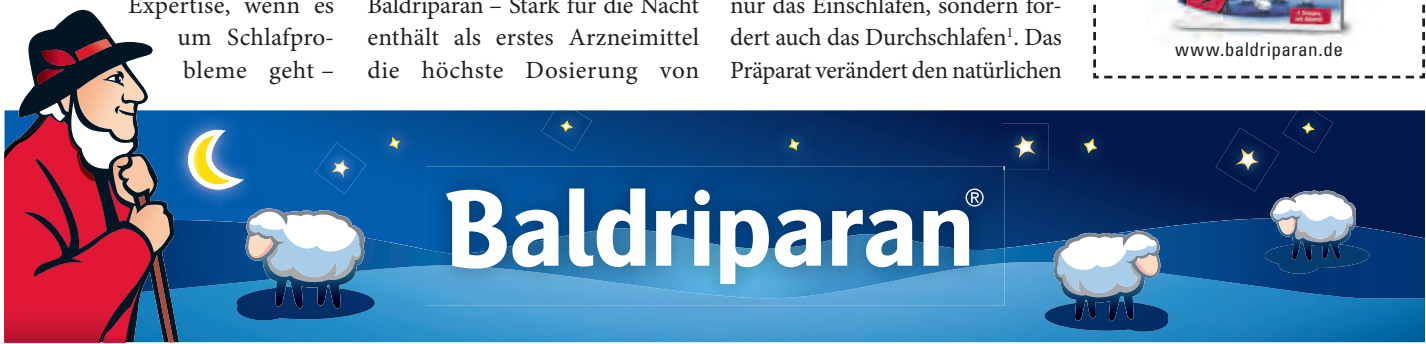 Expertise, wenn es
um Schlafpro-
bleme geht –
Baldriparan – Stark für die Nacht
enthält als erstes Arzneimittel
die höchste Dosierung von
nur das Einschlafen, sondern för-
dert auch das Durchschlafen¹. Das
Präparat verändert den natürlichen
www.baldriparan.de
Baldriparan®